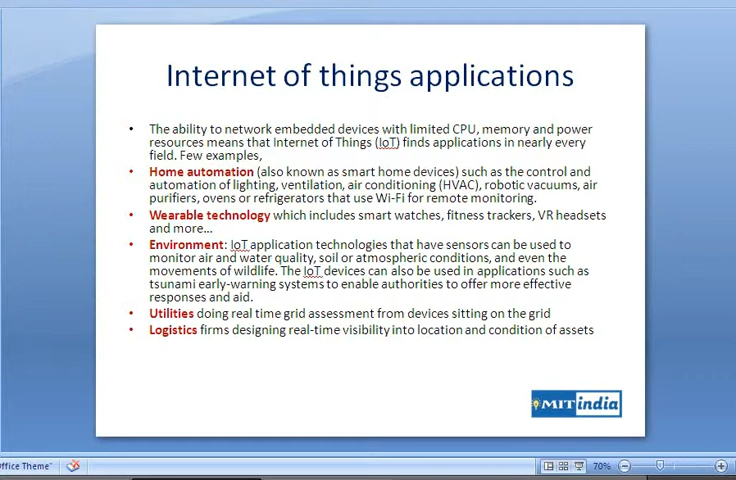 Internet of things applications
• The ability to network embedded devices with limited CPU, memory and power
resources means that Internet of Things (IoT) finds applications in nearly every
field. Few examples,
• Home automation (also known as smart home devices) such as the control and
automation of lighting, ventilation, air conditioning (HVAC), robotic vacuums, air
purifiers, ovens or refrigerators that use Wi-Fi for remote monitoring.
• Wearable technology which includes smart watches, fitness trackers, VR headsets
and more…
• Environment: IoT application technologies that have sensors can be used to
monitor air and water quality, soil or atmospheric conditions, and even the
movements of wildlife. The IoT devices can also be used in applications such as
tsunami early-warning systems to enable authorities to offer more effective
responses and aid.
• Utilities doing real time grid assessment from devices sitting on the grid
• Logistics firms designing real-time visibility into location and condition of assets
MITindia
Office Theme"
70%